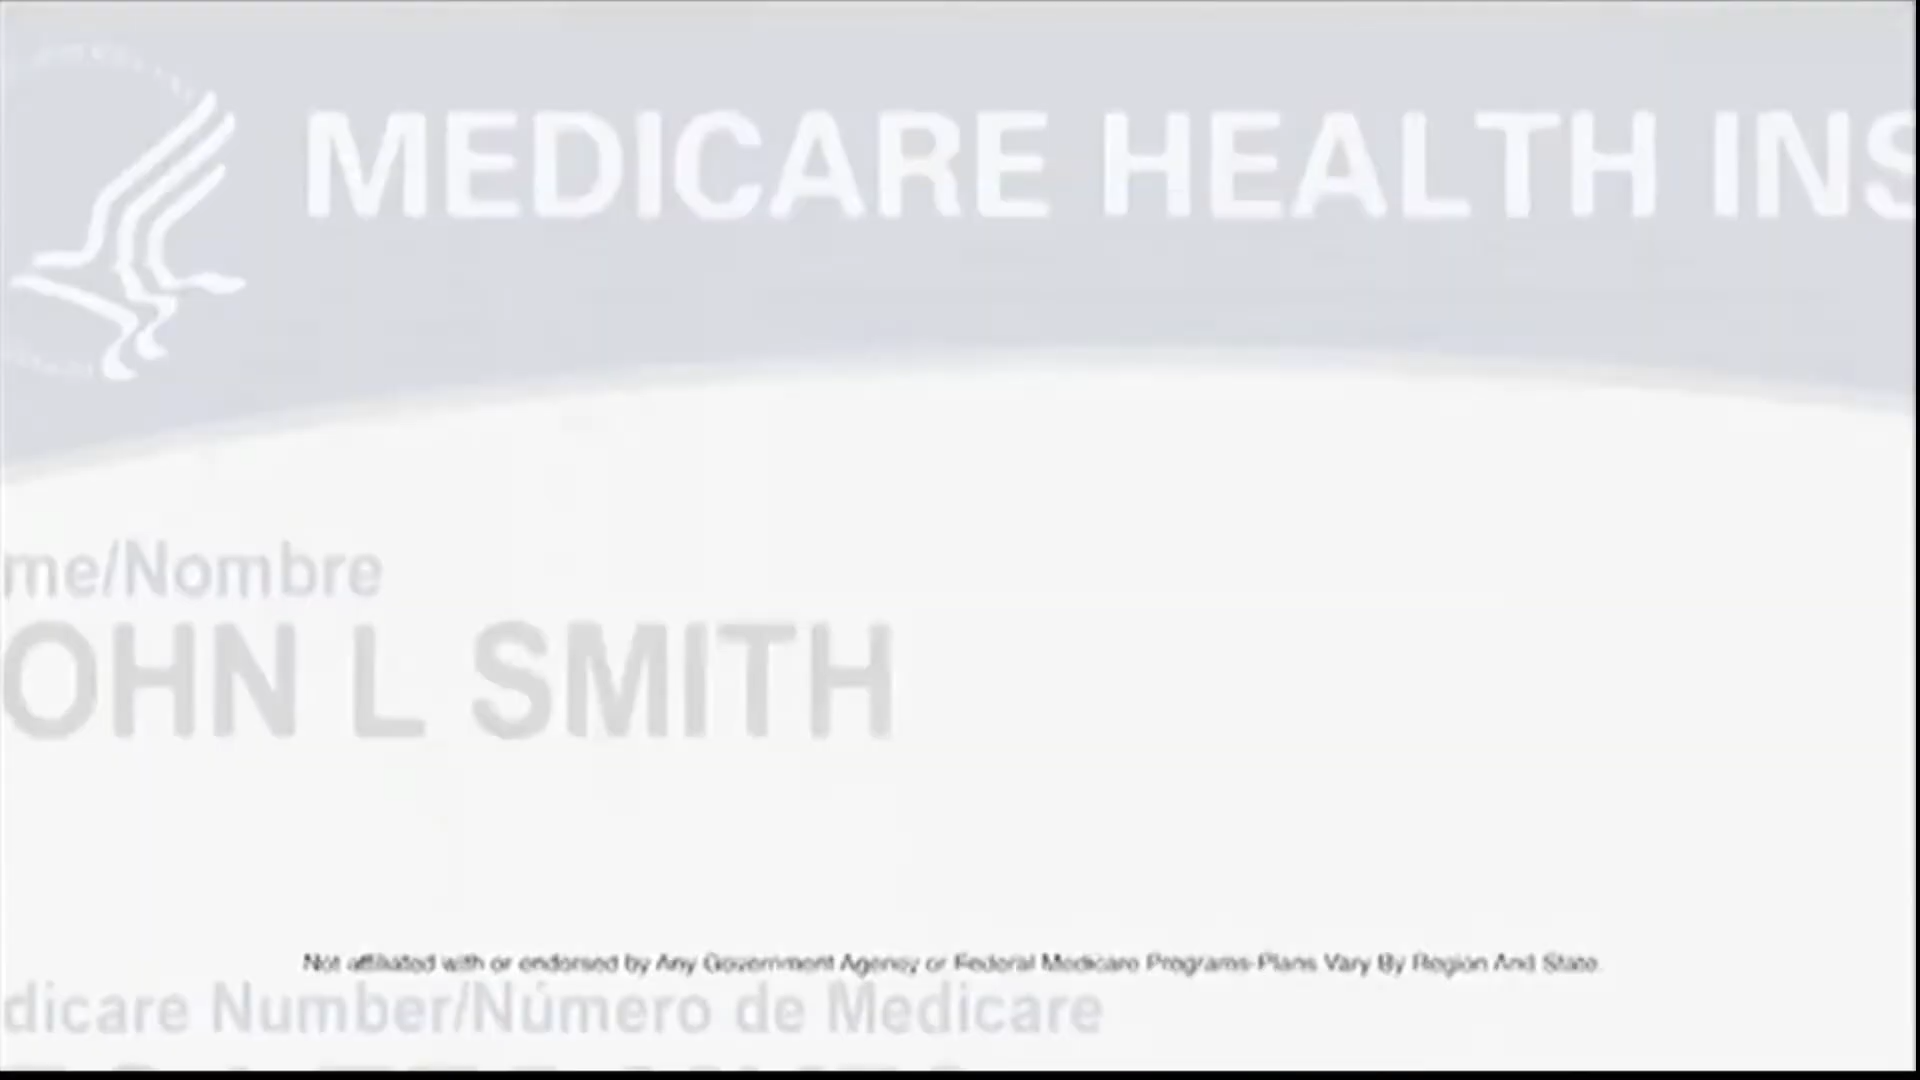 MEDICARE HEALTH INS
me/Nombre
OHN L SMITH
Not affiliated with or endorsed by Any Government Agency or Federal Medicare Programs-Plans Vary By Region And State.
dicare Number/Número de Medicare